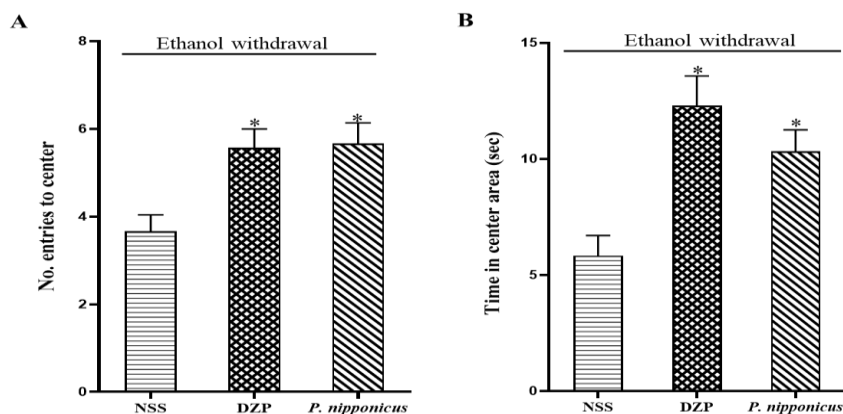 A
Ethanol withdrawal
No. entries to center
8
6
4
2
0
*
*
NSS
DZP
P. nipponicus
B
Ethanol withdrawal
Time in center area (sec)
15
10
5
0
*
*
NSS
DZP
P. nipponicus